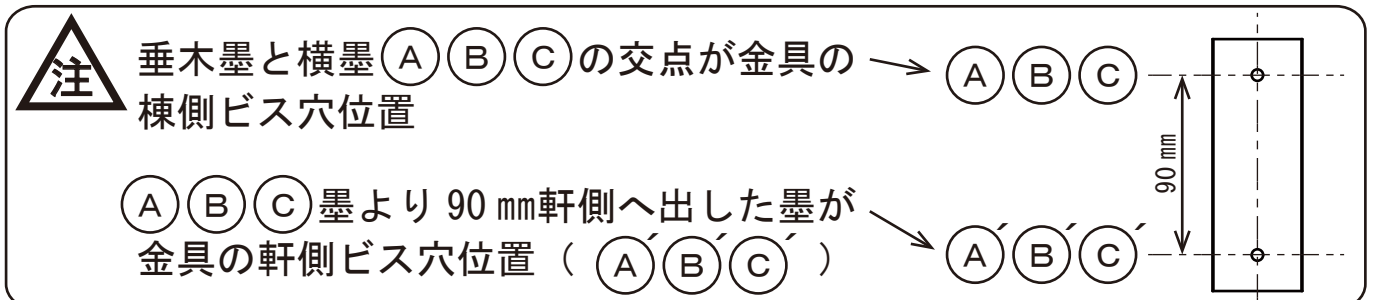 注
垂木墨と横墨ⒶⒷⒸの交点が金具の
棟側ビス穴位置
ⒶⒷⒸ
90㎜
ⒶⒷⒸ墨より90㎜軒側へ出した墨が
金具の軒側ビス穴位置(Ⓐ´Ⓑ´Ⓒ´)
Ⓐ´Ⓑ´Ⓒ´